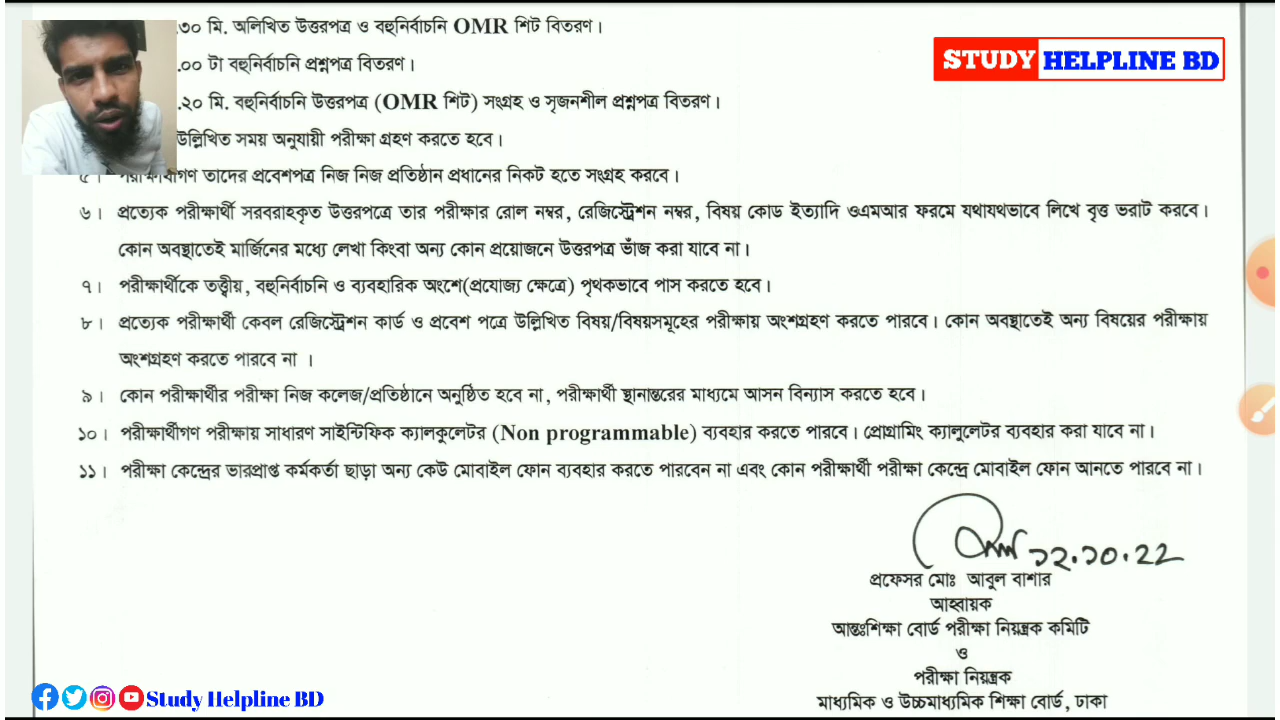 .৩০ মি. অলিখিত উত্তরপত্র ও বহুনির্বাচনি OMR শিট বিতরণ।
STUDY HELPLINE BD
.০০ টা বহুনির্বাচনি প্রশ্নপত্র বিতরণ।
.২০ মি. বহুনির্বাচনি উত্তরপত্র (OMR শিট) সংগ্রহ ও সৃজনশীল প্রশ্নপত্র বিতরণ।
উল্লিখিত সময় অনুযায়ী পরীক্ষা গ্রহণ করতে হবে।
৫। পরীক্ষার্থীগণ তাদের প্রবেশপত্র নিজ নিজ প্রতিষ্ঠান প্রধানের নিকট হতে সংগ্রহ করবে।
৬। প্রত্যেক পরীক্ষার্থী সরবরাহকৃত উত্তরপত্রে তার পরীক্ষার রোল নম্বর, রেজিস্ট্রেশন নম্বর, বিষয় কোড ইত্যাদি ওএমআর ফরমে যথাযথভাবে লিখে বৃত্ত ভরাট করবে।
কোন অবস্থাতেই মার্জিনের মধ্যে লেখা কিংবা অন্য কোন প্রয়োজনে উত্তরপত্র ভাঁজ করা যাবে না।
৭। পরীক্ষার্থীকে তত্ত্বীয়, বহুনির্বাচনি ও ব্যবহারিক অংশে(প্রযোজ্য ক্ষেত্রে) পৃথকভাবে পাস করতে হবে।
৮। প্রত্যেক পরীক্ষার্থী কেবল রেজিস্ট্রেশন কার্ড ও প্রবেশ পত্রে উল্লিখিত বিষয়/বিষয়সমূহের পরীক্ষায় অংশগ্রহণ করতে পারবে। কোন অবস্থাতেই অন্য বিষয়ের পরীক্ষায়
অংশগ্রহণ করতে পারবে না ।
৯। কোন পরীক্ষার্থীর পরীক্ষা নিজ কলেজ/প্রতিষ্ঠানে অনুষ্ঠিত হবে না, পরীক্ষার্থী স্থানান্তরের মাধ্যমে আসন বিন্যাস করতে হবে।
১০। পরীক্ষার্থীগণ পরীক্ষায় সাধারণ সাইন্টিফিক ক্যালকুলেটর (Non programmable) ব্যবহার করতে পারবে। প্রোগ্রামিং ক্যালুলেটর ব্যবহার করা যাবে না।
১১। পরীক্ষা কেন্দ্রের ভারপ্রাপ্ত কর্মকর্তা ছাড়া অন্য কেউ মোবাইল ফোন ব্যবহার করতে পারবেন না এবং কোন পরীক্ষার্থী পরীক্ষা কেন্দ্রে মোবাইল ফোন আনতে পারবে না।
১২.১০.২২
প্রফেসর মোঃ আবুল বাশার
আহ্বায়ক
আন্তঃশিক্ষা বোর্ড পরীক্ষা নিয়ন্ত্রক কমিটি
ও
পরীক্ষা নিয়ন্ত্রক
মাধ্যমিক ও উচ্চমাধ্যমিক শিক্ষা বোর্ড, ঢাকা
Study Helpline BD